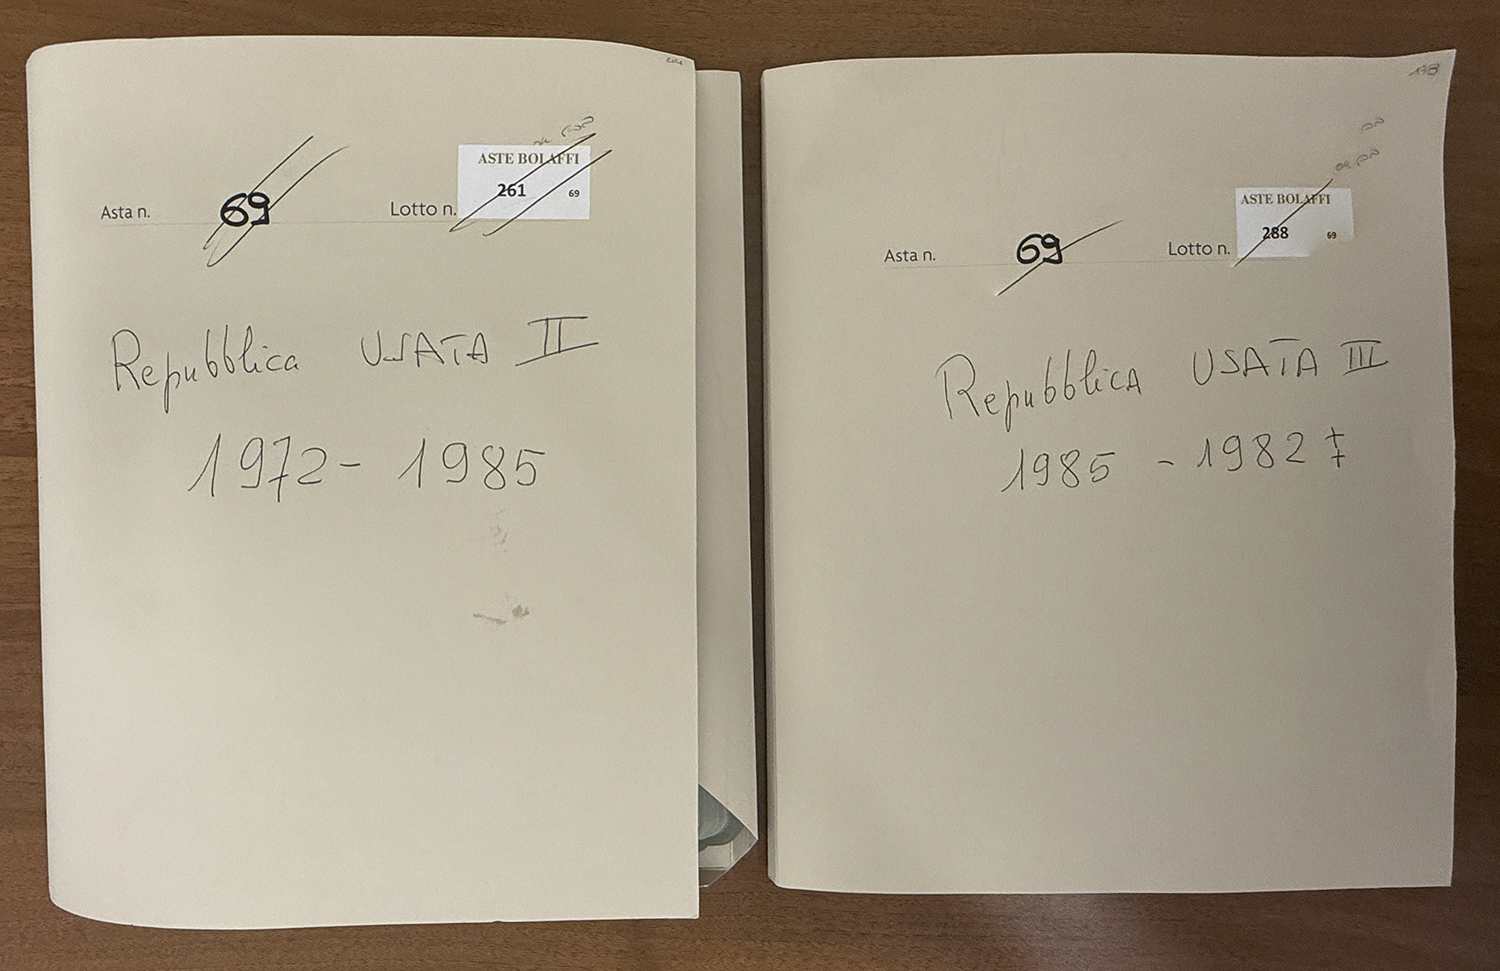 ASTE BOLAFFI
261 69
Asta n. 69 Lotto n.
Repubblica USATA II
1972 - 1985
178
ASTE BOLAFFI
288 69
Asta n. 69 Lotto n.
Repubblica USATA III
1985 - 1982